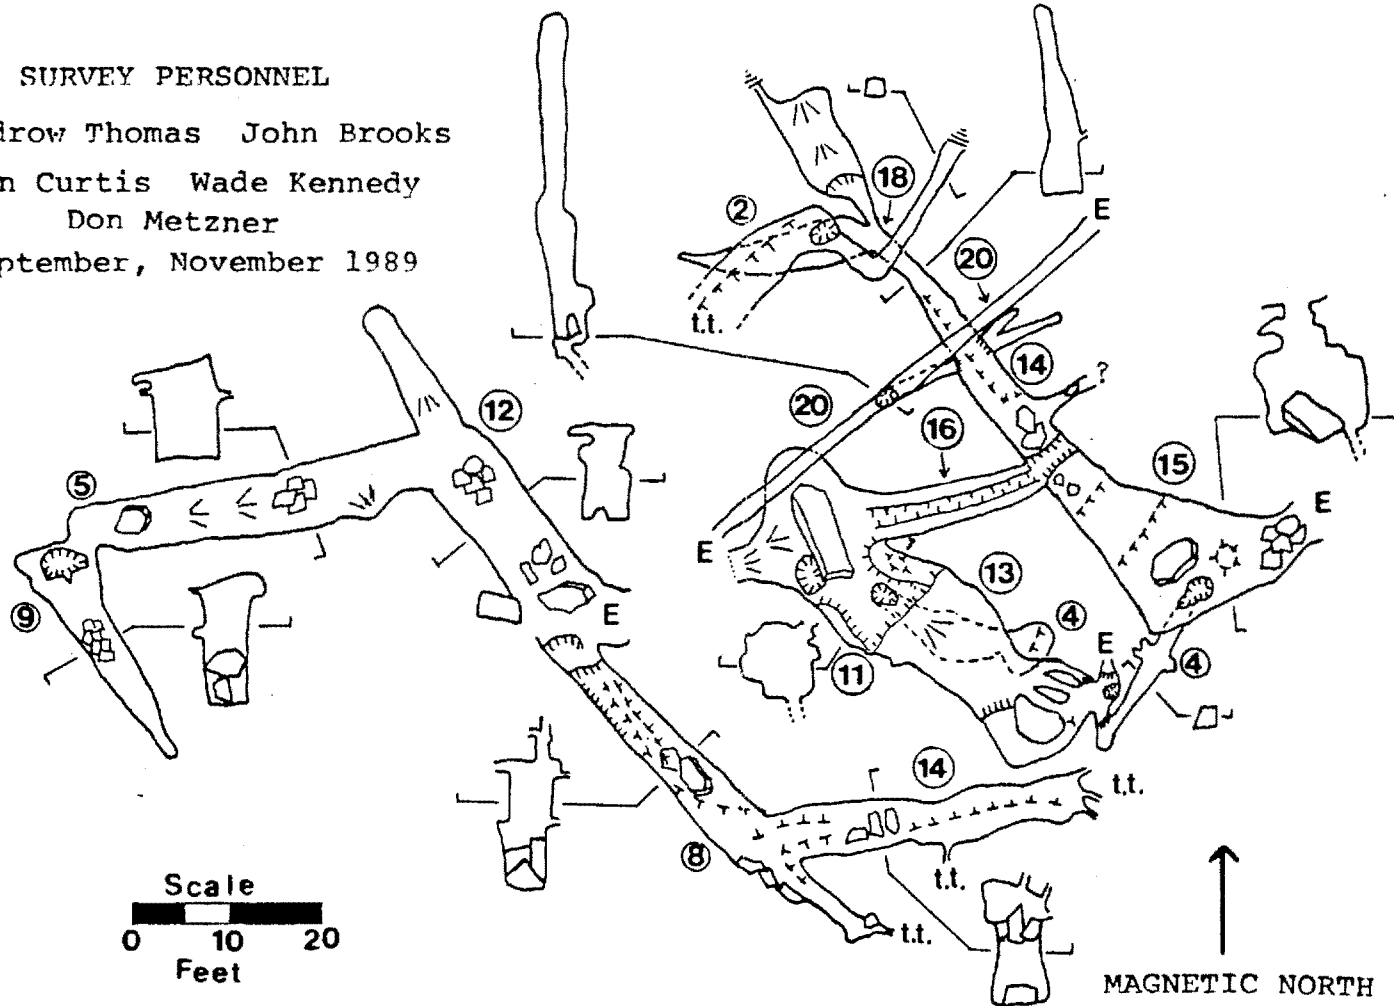 SURVEY PERSONNEL
drow Thomas John Brooks
n Curtis Wade Kennedy
Don Metzner
ptember, November 1989
18
2
E
20
t.t.
14
?
20
12
16
15
5
E
E
13
9
E
4
E
4
11
14
t.t.
8
t.t.
t.t.
Scale
0 10 20
Feet
MAGNETIC NORTH